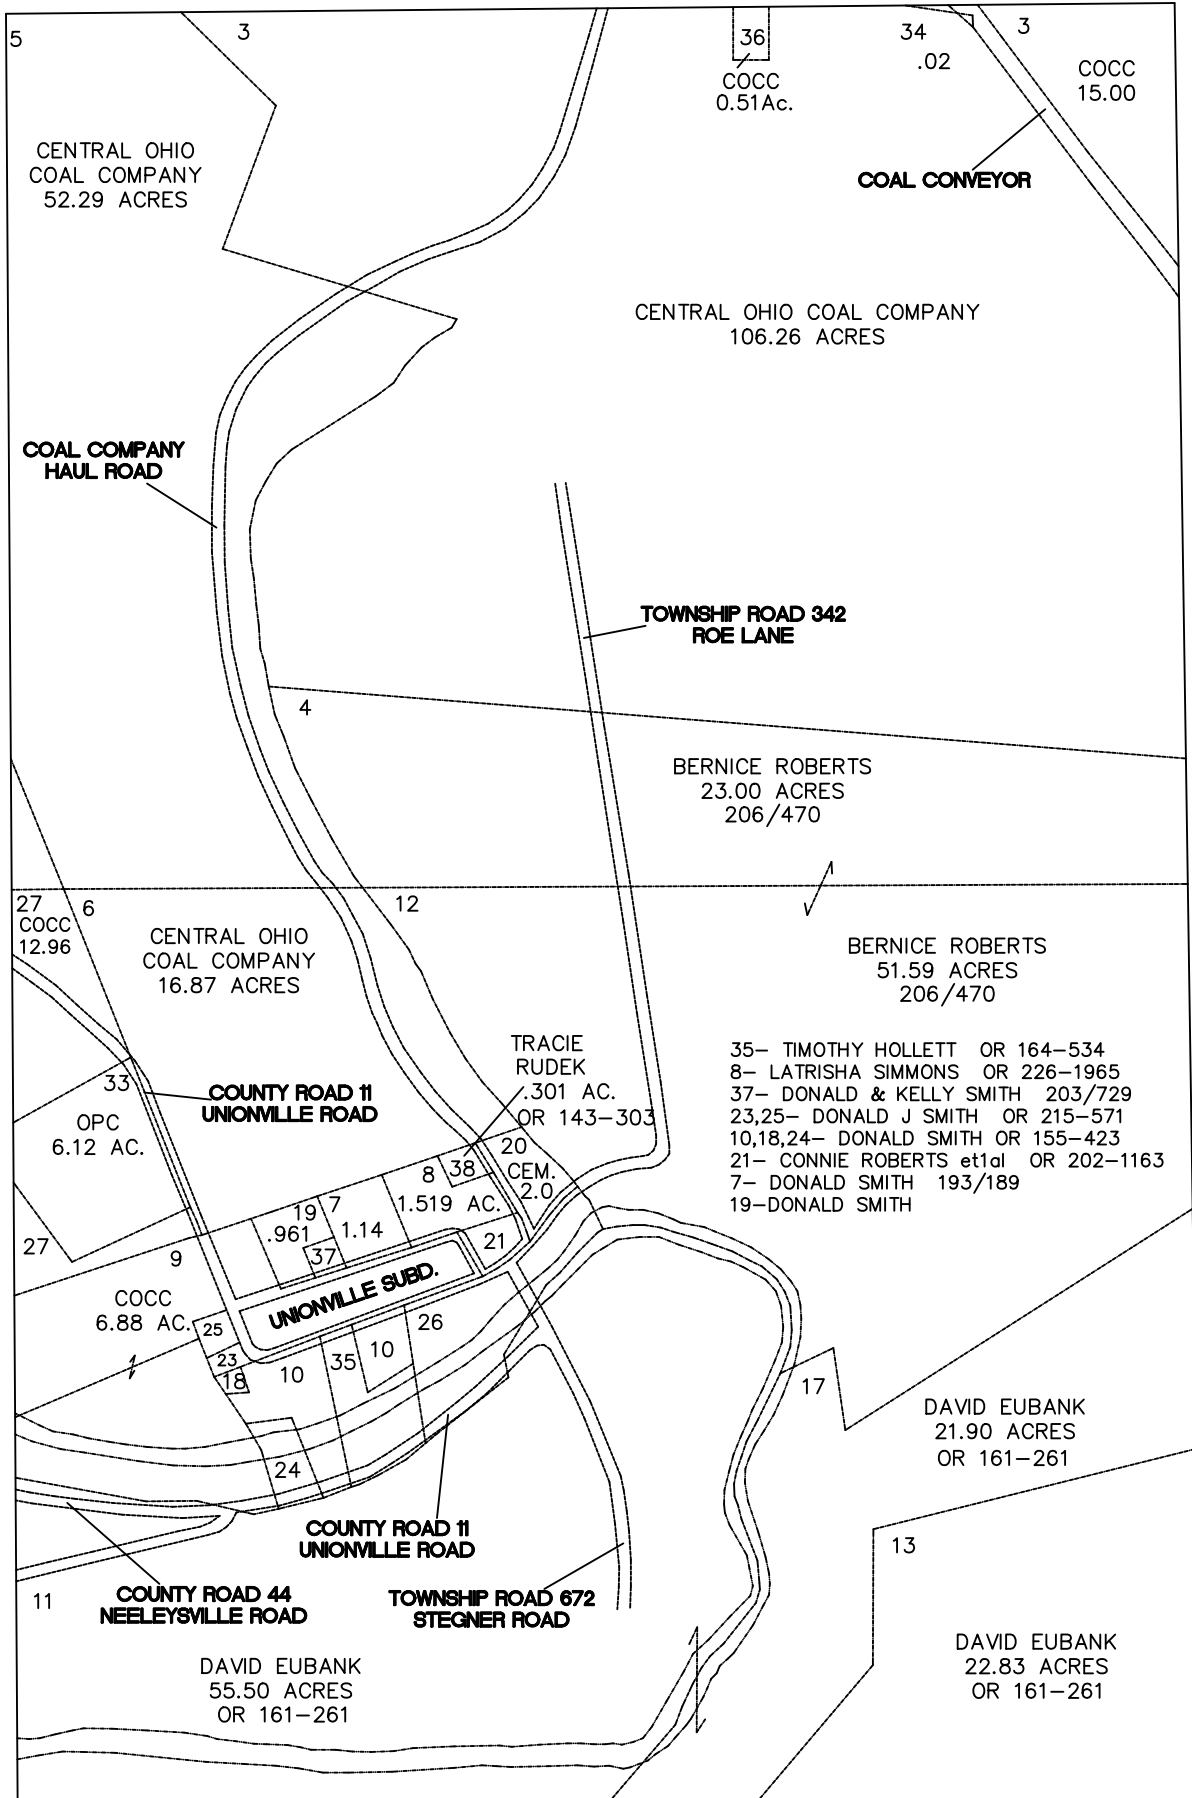 5
3
36
34
3
.02
COCC
0.51Ac.
COCC
15.00
CENTRAL OHIO
COAL COMPANY
52.29 ACRES
COAL CONVEYOR
CENTRAL OHIO COAL COMPANY
106.26 ACRES
COAL COMPANY
HAUL ROAD
TOWNSHIP ROAD 342
ROE LANE
4
BERNICE ROBERTS
23.00 ACRES
206/470
27
COCC
12.96
6
12
CENTRAL OHIO
COAL COMPANY
16.87 ACRES
BERNICE ROBERTS
51.59 ACRES
206/470
TRACIE
RUDEK
.301 AC.
OR 143-303
35- TIMOTHY HOLLETT OR 164-534
8- LATRISHA SIMMONS OR 226-1965
37- DONALD & KELLY SMITH 203/729
23,25- DONALD J SMITH OR 215-571
10,18,24- DONALD SMITH OR 155-423
21- CONNIE ROBERTS et1al OR 202-1163
7- DONALD SMITH 193/189
19-DONALD SMITH
33
COUNTY ROAD 11
UNIONVILLE ROAD
OPC
6.12 AC.
20
CEM.
2.0
38
8
1.519 AC.
7
1.14
19
.961
37
21
27
9
UNIONVILLE SUBD.
COCC
6.88 AC.
25
23
18
10
35
10
26
24
17
DAVID EUBANK
21.90 ACRES
OR 161-261
13
COUNTY ROAD 11
UNIONVILLE ROAD
11
COUNTY ROAD 44
NEELEYSVILLE ROAD
TOWNSHIP ROAD 672
STEGNER ROAD
DAVID EUBANK
55.50 ACRES
OR 161-261
DAVID EUBANK
22.83 ACRES
OR 161-261